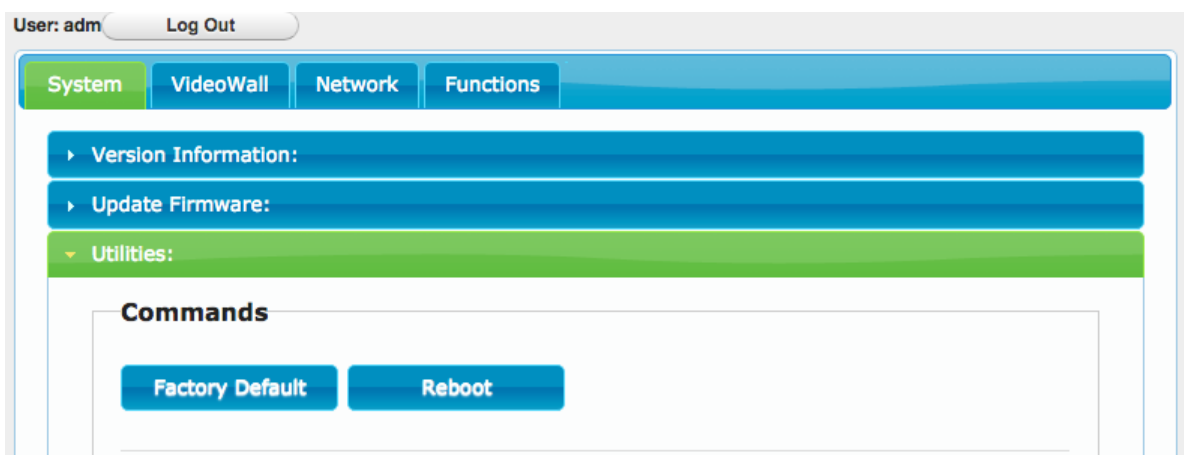 User: adm Log Out
System VideoWall Network Functions
Version Information:
Update Firmware:
Utilities:
Commands
Factory Default Reboot